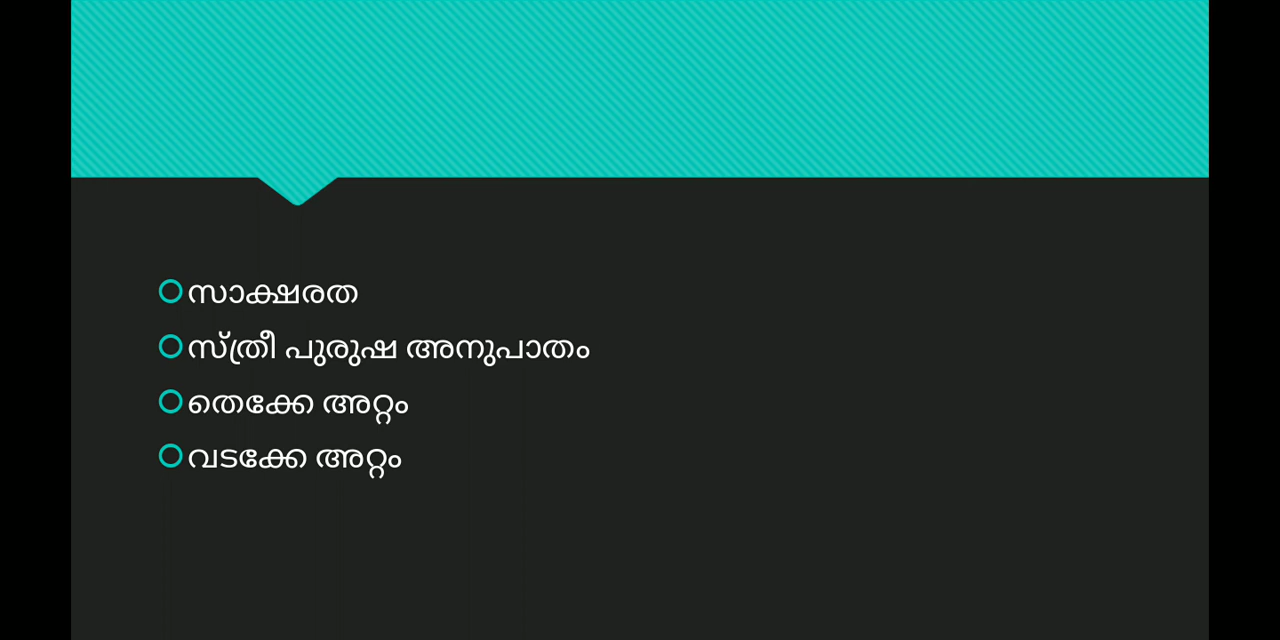 സാക്ഷരത
സ്ത്രീ പുരുഷ അനുപാതം
തെക്കേ അറ്റം
വടക്കേ അറ്റം